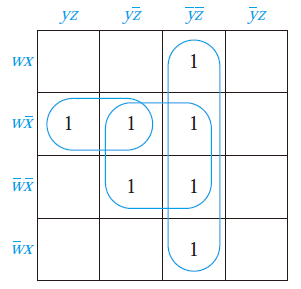 yz yz̄ ȳz̄ ȳz
wx 1
wx̄ 1 1 1
w̄x̄ 1 1
w̄x 1